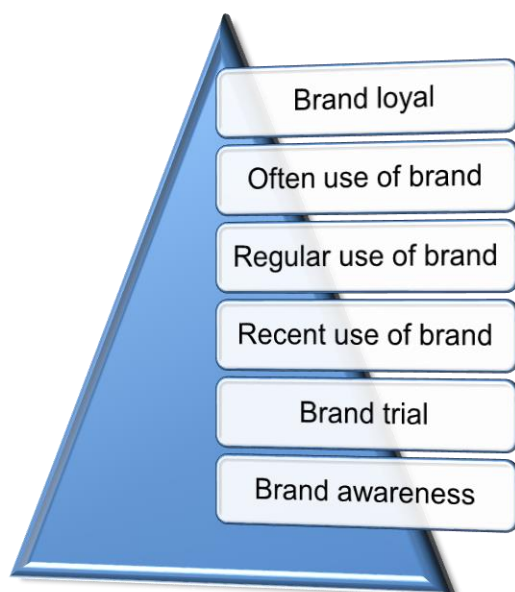 Brand loyal
Often use of brand
Regular use of brand
Recent use of brand
Brand trial
Brand awareness